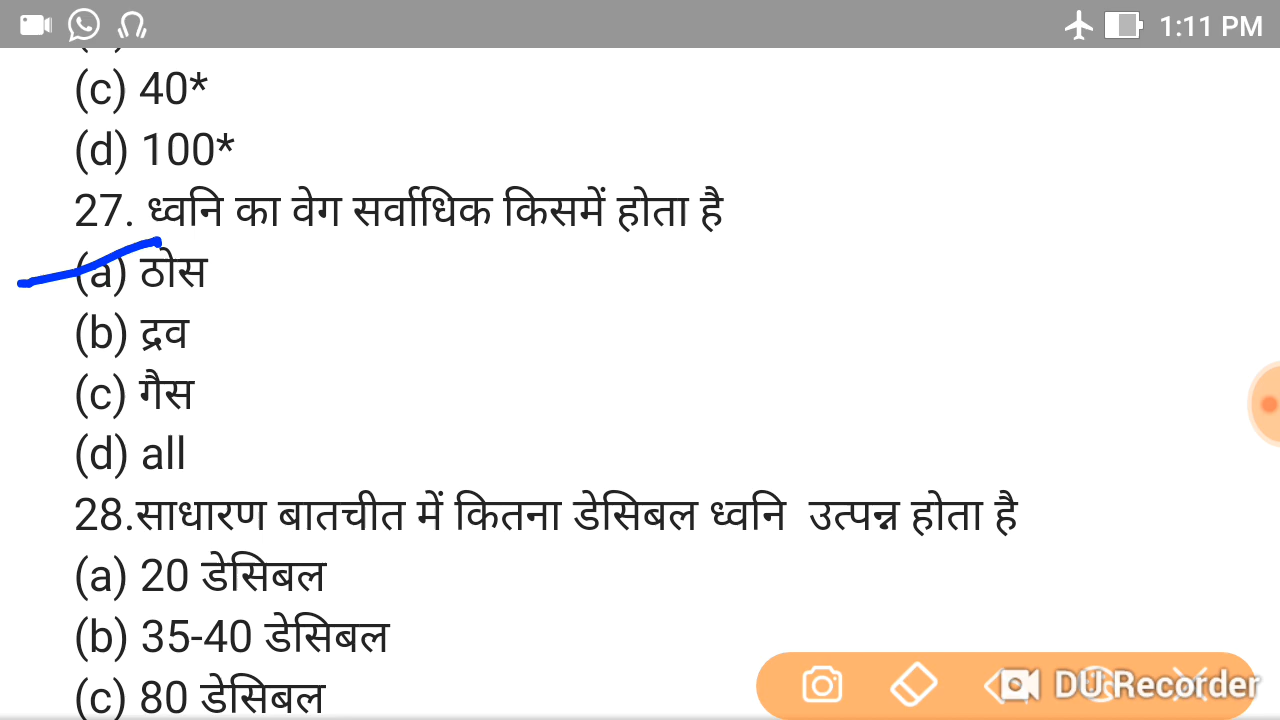 1:11 PM
(c) 40*
(d) 100*
27. ध्वनि का वेग सर्वाधिक किसमें होता है
(a) ठोस
(b) द्रव
(c) गैस
(d) all
28.साधारण बातचीत में कितना डेसिबल ध्वनि उत्पन्न होता है
(a) 20 डेसिबल
(b) 35-40 डेसिबल
(c) 80 डेसिबल
DU Recorder